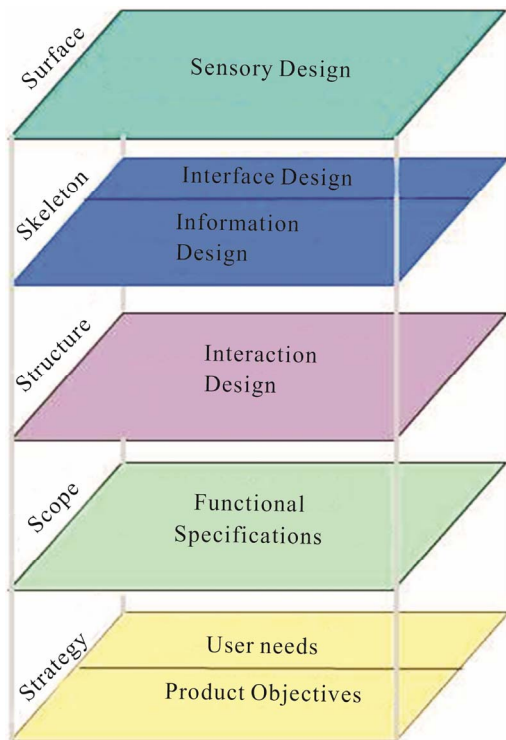 Surface
Sensory Design
Skeleton
Interface Design
Information
Design
Structure
Interaction
Design
Scope
Functional
Specifications
Strategy
User needs
Product Objectives